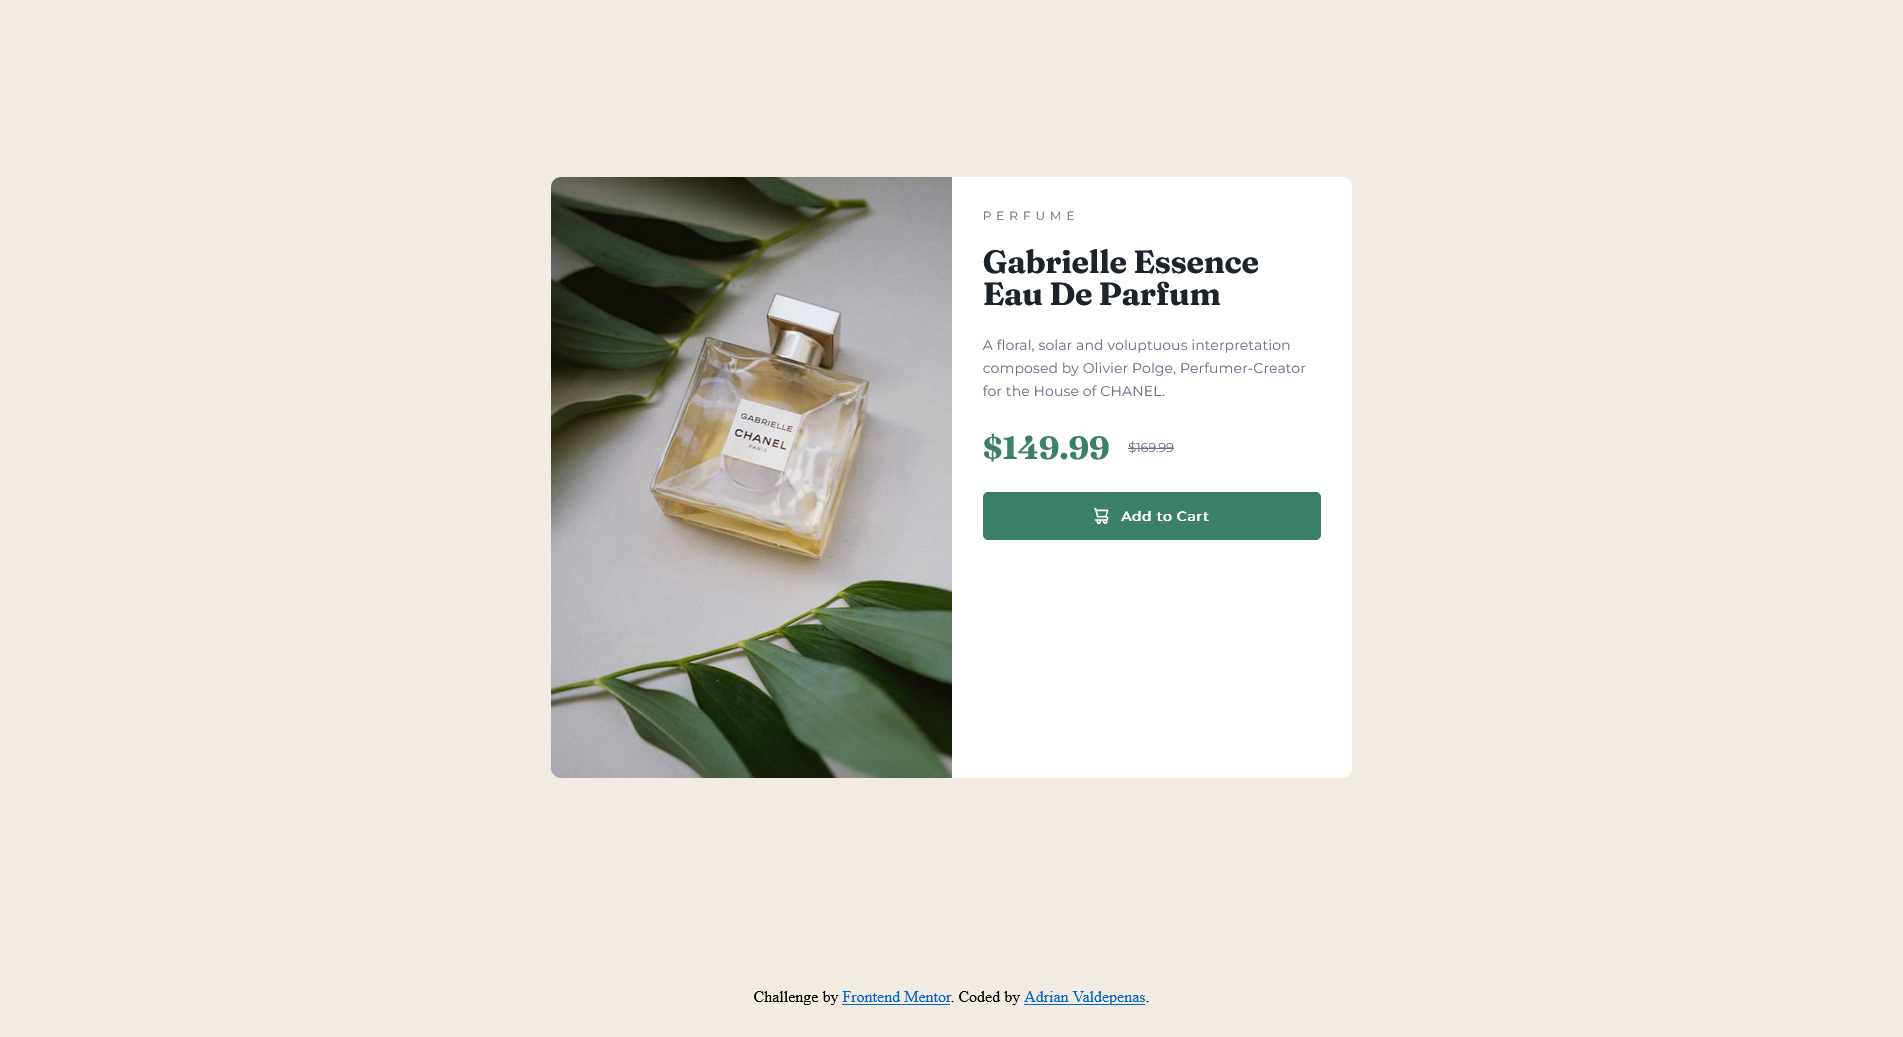 GABRIELLE
CHANEL
PARIS
PERFUME
Gabrielle Essence
Eau De Parfum
A floral, solar and voluptuous interpretation
composed by Olivier Polge, Perfumer-Creator
for the House of CHANEL.
$149.99 $169.99
Add to Cart
Challenge by Frontend Mentor. Coded by Adrian Valdepenas.